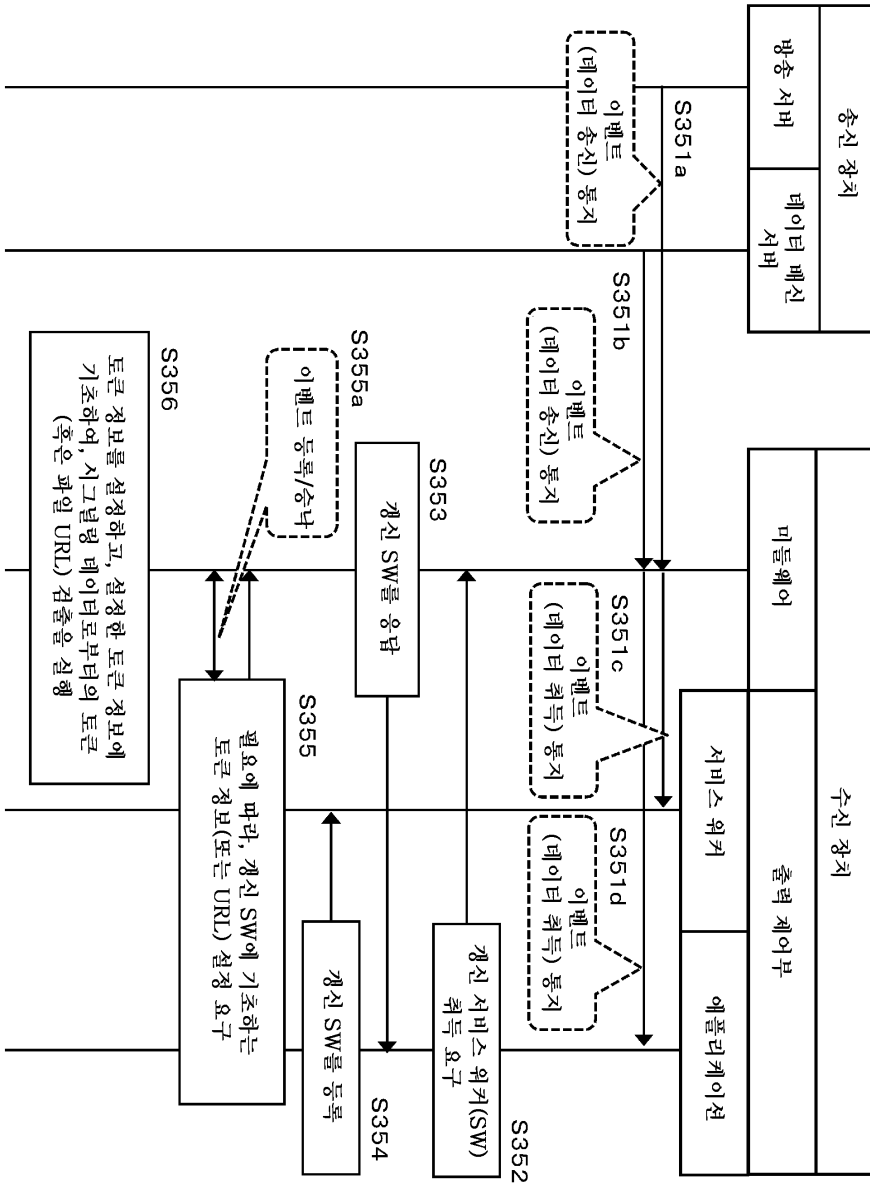 송신 장치
방송 서버
데이터 배신
서버
수신 장치
미들웨어
출력 제어부
서비스 워커
애플리케이션
S351a
이벤트
(데이터 송신) 통지
S351b
이벤트
(데이터 송신) 통지
S351c
이벤트
(데이터 취득) 통지
S351d
이벤트
(데이터 취득) 통지
S352
갱신 서비스 워커(SW)
취득 요구
S353
갱신 SW를 응답
S354
갱신 SW를 등록
S355a
이벤트 등록/승낙
S355
필요에 따라, 갱신 SW에 기초하는
토큰 정보(또는 URL) 설정 요구
S356
토큰 정보를 설정하고, 설정한 토큰 정보에
기초하여, 시그널링 데이터로부터의 토큰
(혹은 파일 URL) 검출을 실행